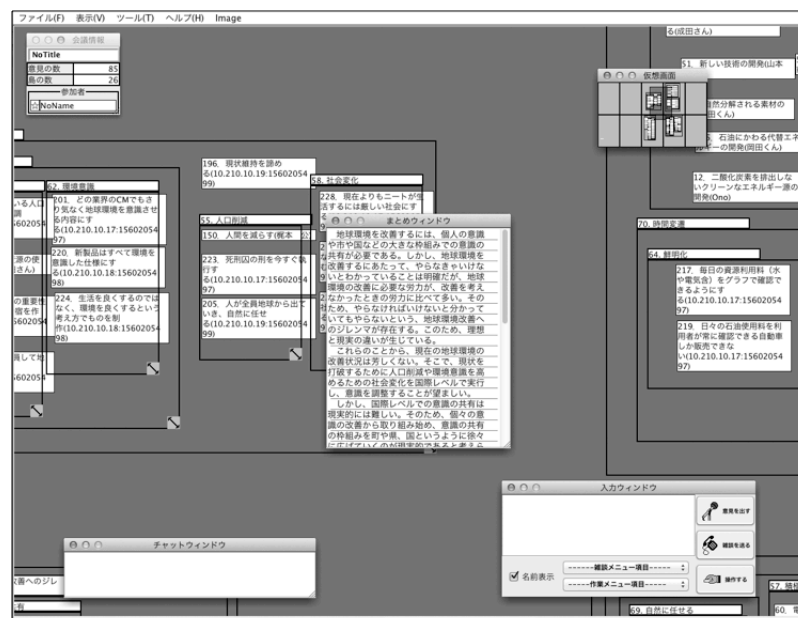 ファイル(F) 表示(V) ツール(T) ヘルプ(H) Image
会議情報
NoTitle
意見の数 85
島の数 26
参加者
☆NoName
る(成田さん)
51. 新しい技術の開発(山本
仮想画面
自然分解される素材の
開発(岡田くん)
石油にかわる代替エネ
ルギーの開発(岡田くん)
12. 二酸化炭素を排出しな
いクリーンなエネルギー源の
開発(Ono)
70. 時間変遷
64. 鮮明化
217. 毎日の資源利用料（水
や電気含）をグラフで確認で
きるようにす
る(10.210.10.17:15602054
97)
219. 日々の石油使用料を利
用者が常に確認できる自動車
しか販売できな
い(10.210.10.17:15602054
97)
62. 環境意識
201. どの業界のCMでもさ
り気なく地球環境を意識させ
る内容にす
る(10.210.10.17:15602054
97)
220. 新製品はすべて環境を
意識した仕様にす
る(10.210.10.18:15602054
98)
224. 生活を良くするのでは
なく、環境を良くするという
考え方でものを制
作(10.210.10.18:15602054
98)
196. 現状維持を諦め
る(10.210.10.19:15602054
99)
58. 社会変化
228. 現在よりもニートが生
活するには厳しい社会にす
55. 人口削減
150. 人間を減らす(梶本
223. 死刑囚の刑を今すぐ執
行す
る(10.210.10.17:15602054
97)
205. 人が全員地球から出て
いき、自然に任せ
る(10.210.10.19:15602054
99)
まとめウィンドウ
地球環境を改善するには、個人の意識
や市や国などの大きな枠組みでの意識の
共有が必要である。しかし、地球環境を
改善するにあたって、やらなきゃいけな
いとわかっていることは明確だが、地球
環境の改善に必要な労力が、改善を考え
なかったときの労力に比べて多い。その
ため、やらなければいけないと分かって
いてもやらないという、地球環境改善へ
のジレンマが存在する。このため、理想
と現実の違いが生じている。
これらのことから、現在の地球環境の
改善状況は芳しくない。そこで、現状を
打破するために人口削減や環境意識を高
めるための社会変化を国際レベルで実行
し、意識を調整することが望ましい。
しかし、国際レベルでの意識の共有は
現実的には難しい。そのため、個々の意
識の改善から取り組み始め、意識の共有
の枠組みを町や県、国というように徐々
に広げていくのが現実的であると考えら
チャットウィンドウ
入力ウィンドウ
意見を出す
雑談を送る
操作する
名前表示
------雑談メニュー項目-----
-----作業メニュー項目-----
改善へのジレ
共有
69. 自然に任せる
57. 積極
60. 電